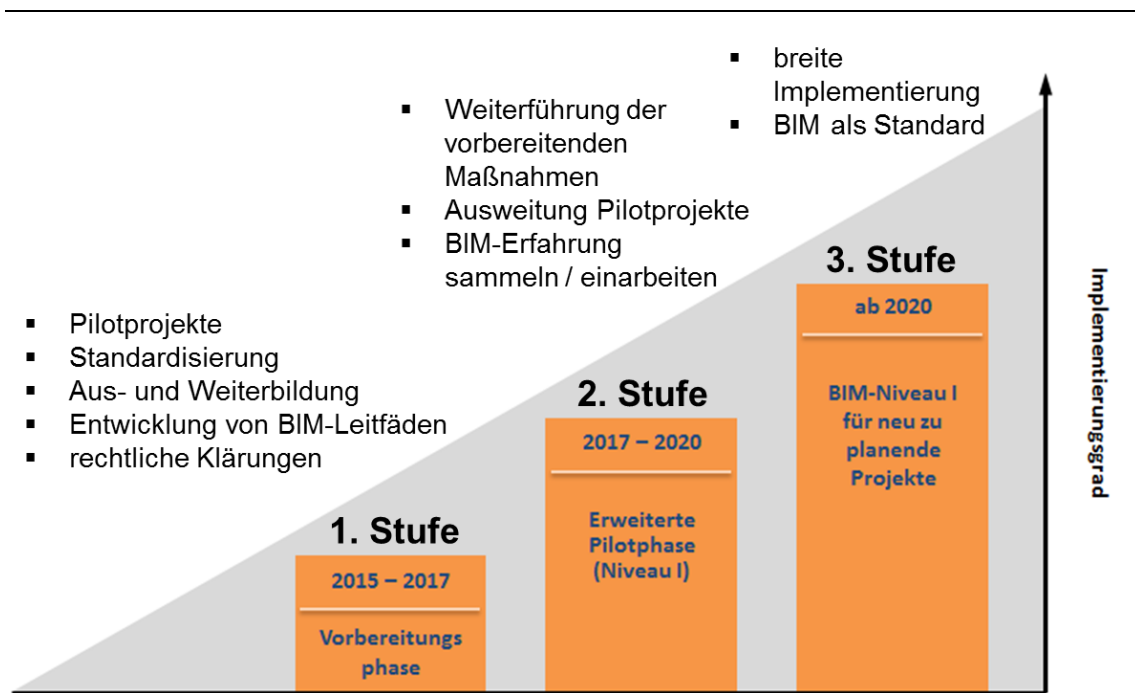 ▪ breite
Implementierung
▪ BIM als Standard
▪ Weiterführung der
vorbereitenden
Maßnahmen
▪ Ausweitung Pilotprojekte
▪ BIM-Erfahrung
sammeln / einarbeiten
▪ Pilotprojekte
▪ Standardisierung
▪ Aus- und Weiterbildung
▪ Entwicklung von BIM-Leitfäden
▪ rechtliche Klärungen
1. Stufe
2015 – 2017
Vorbereitungs
phase
2. Stufe
2017 – 2020
Erweiterte
Pilotphase
(Niveau I)
3. Stufe
ab 2020
BIM-Niveau I
für neu zu
planende
Projekte
Implementierungsgrad